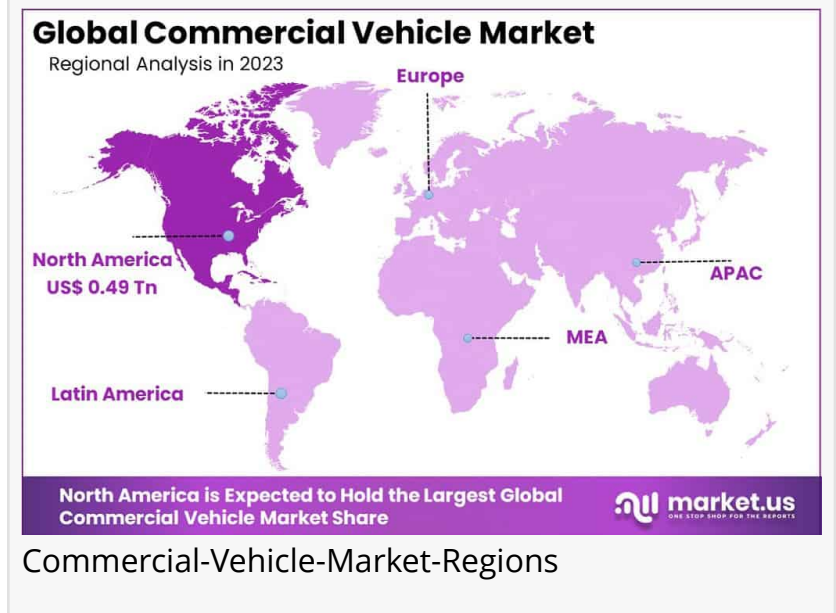 Global Commercial Vehicle Market
Regional Analysis in 2023
Europe
North America
US$ 0.49 Tn
APAC
MEA
Latin America
North America is Expected to Hold the Largest Global
Commercial Vehicle Market Share
market.us
ONE STOP SHOP FOR THE REPORTS
Commercial-Vehicle-Market-Regions